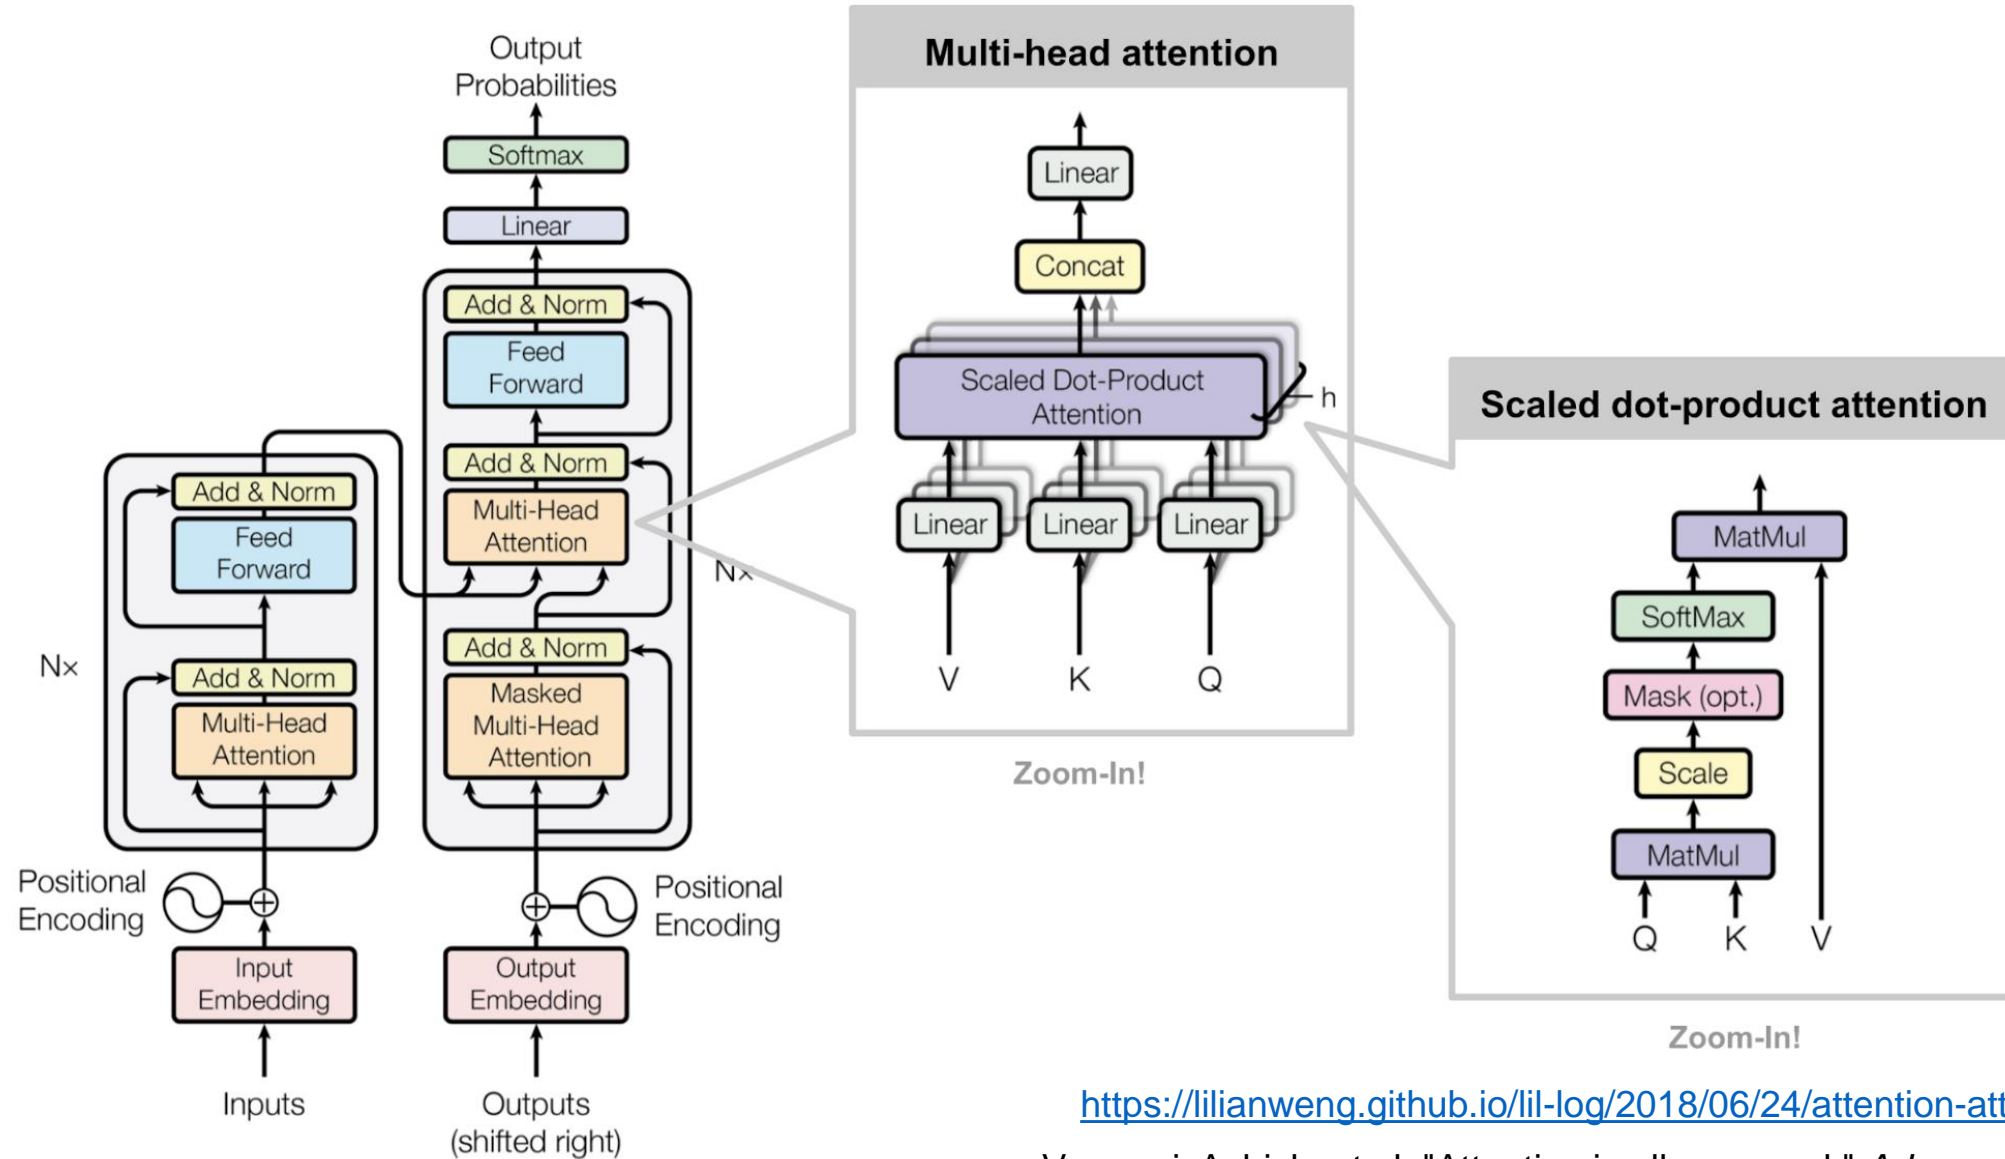 Output
Probabilities
Softmax
Linear
Add & Norm
Feed
Forward
Add & Norm
Multi-Head
Attention
Nx
Add & Norm
Masked
Multi-Head
Attention
Positional
Encoding
Output
Embedding
Outputs
(shifted right)
Add & Norm
Feed
Forward
Nx
Add & Norm
Multi-Head
Attention
Positional
Encoding
Input
Embedding
Inputs
Multi-head attention
Linear
Concat
Scaled Dot-Product
Attention
h
Linear Linear Linear
V K Q
Zoom-In!
Scaled dot-product attention
MatMul
SoftMax
Mask (opt.)
Scale
MatMul
Q K V
Zoom-In!
https://lilianweng.github.io/lil-log/2018/06/24/attention-att